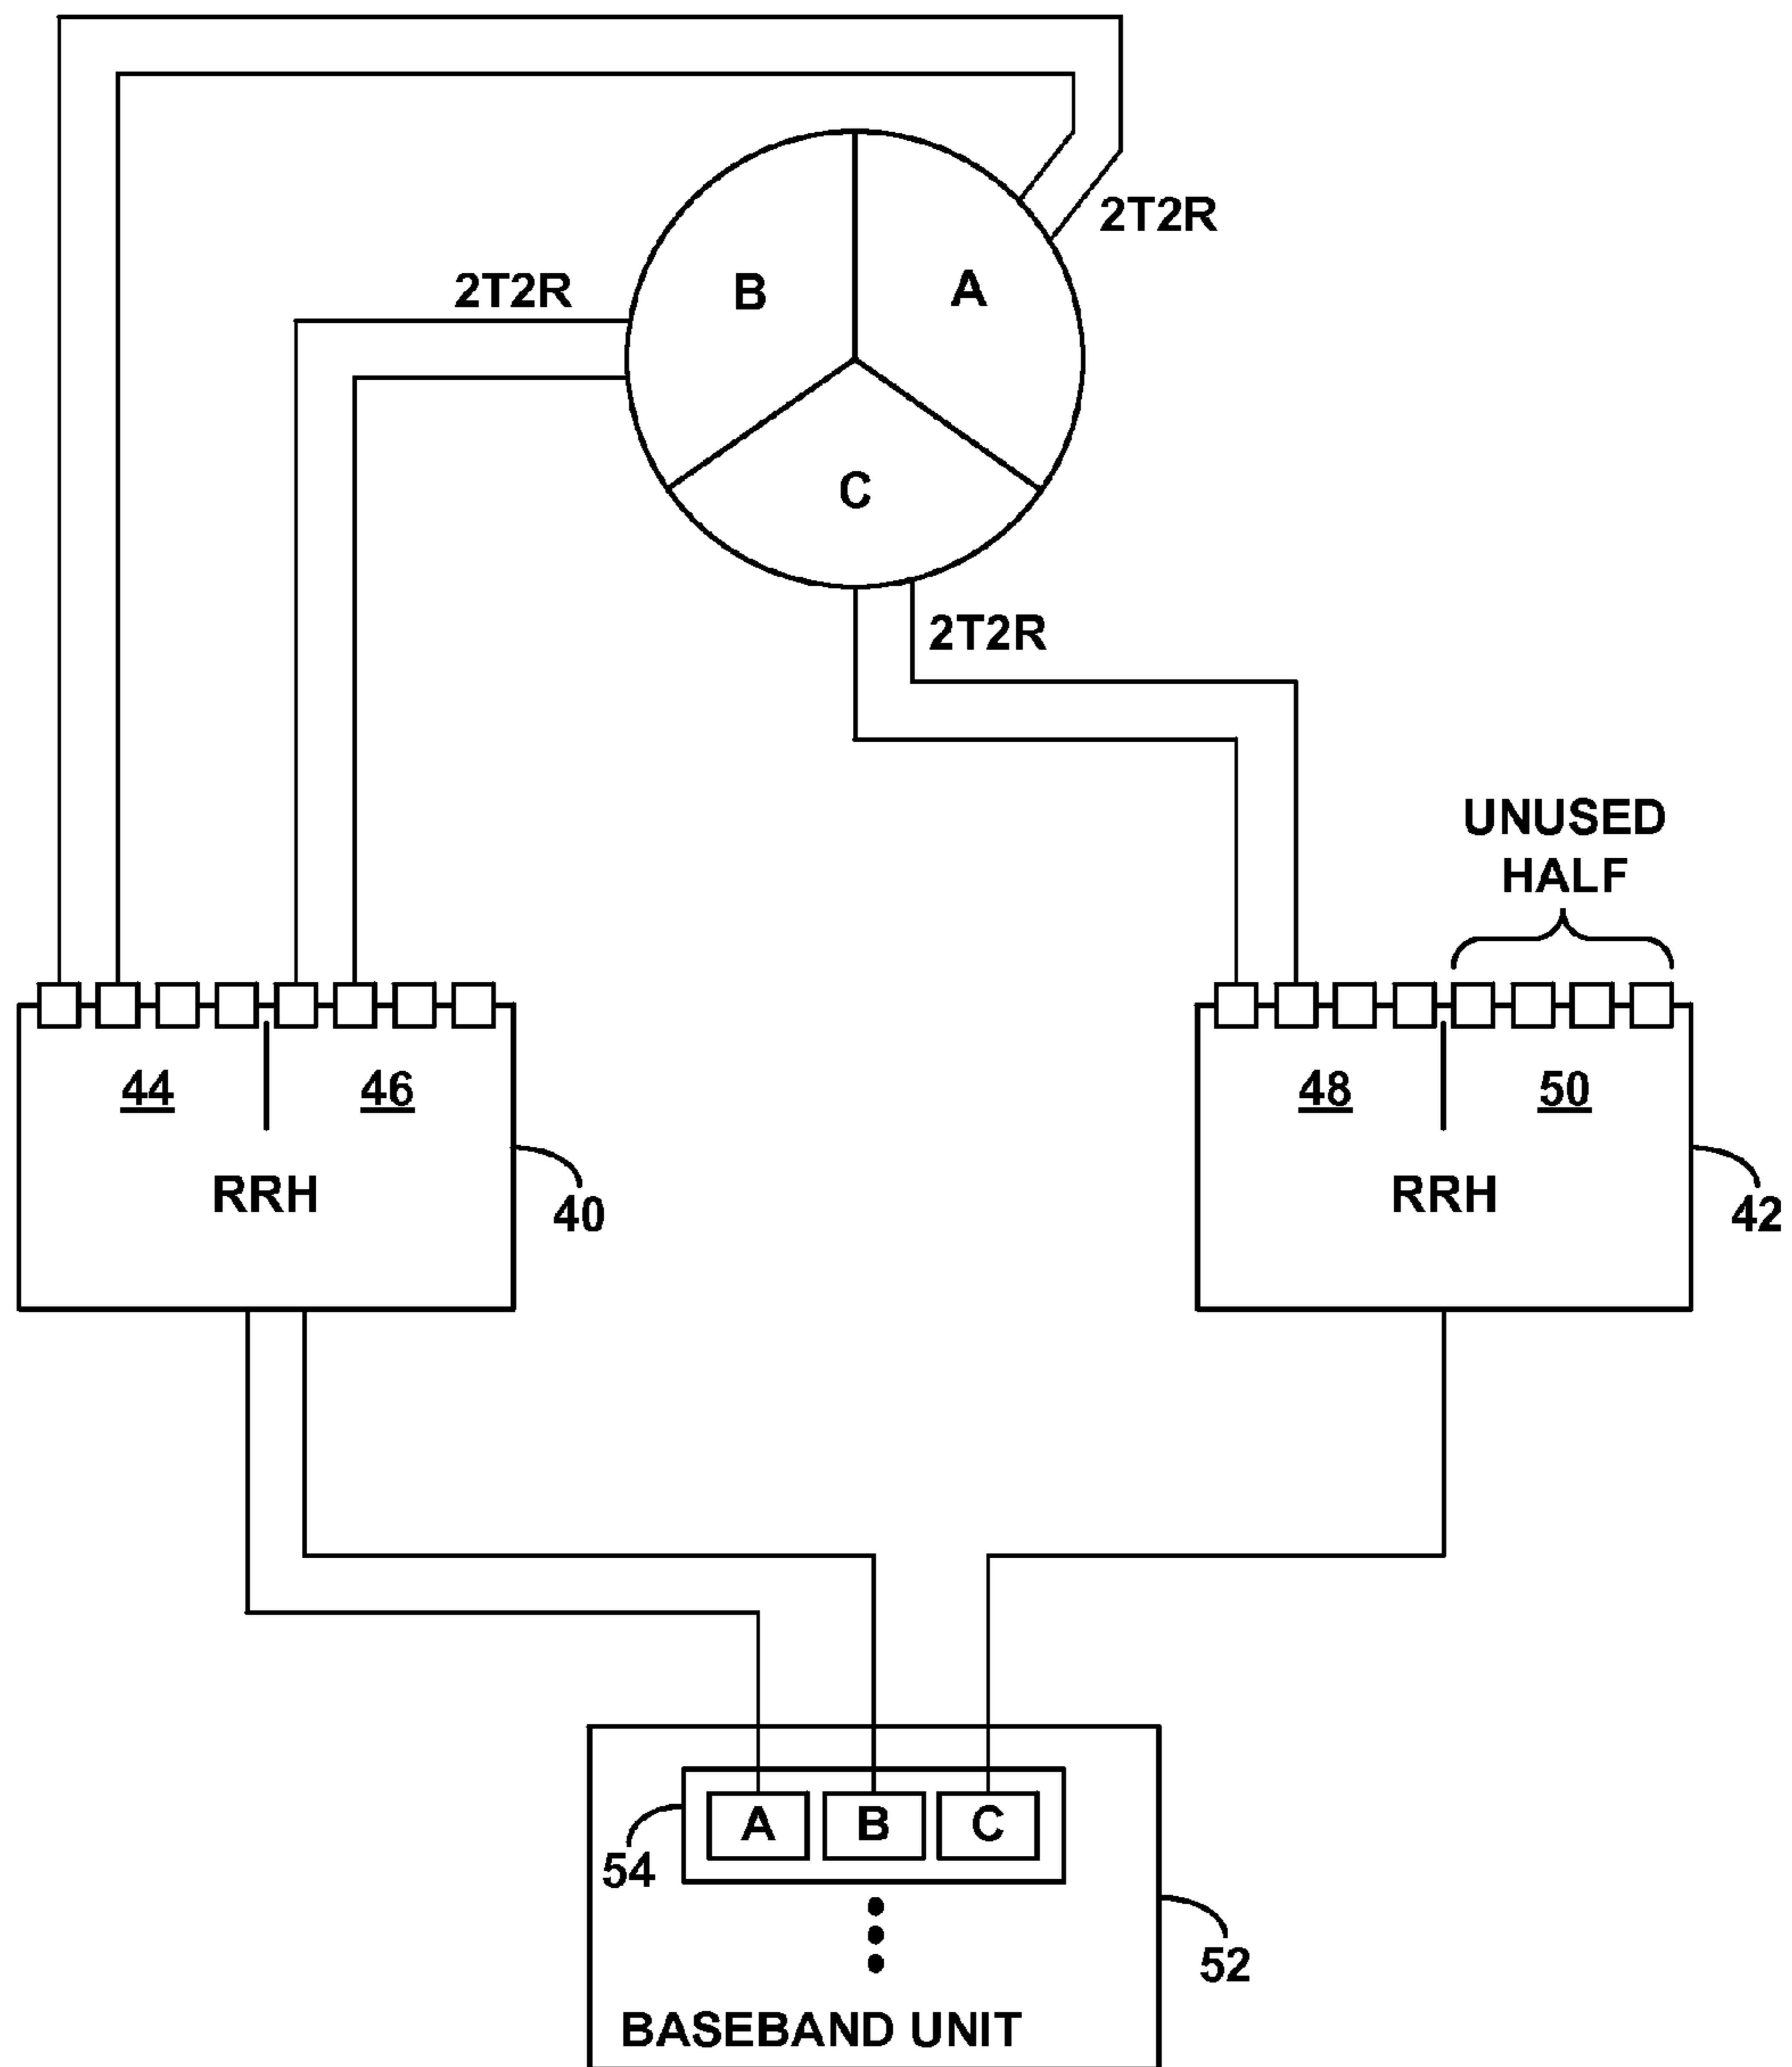 2T2R
2T2R
B
A
C
2T2R
UNUSED
HALF
44
46
48
50
RRH
RRH
40
42
A
B
C
54
52
BASEBAND UNIT